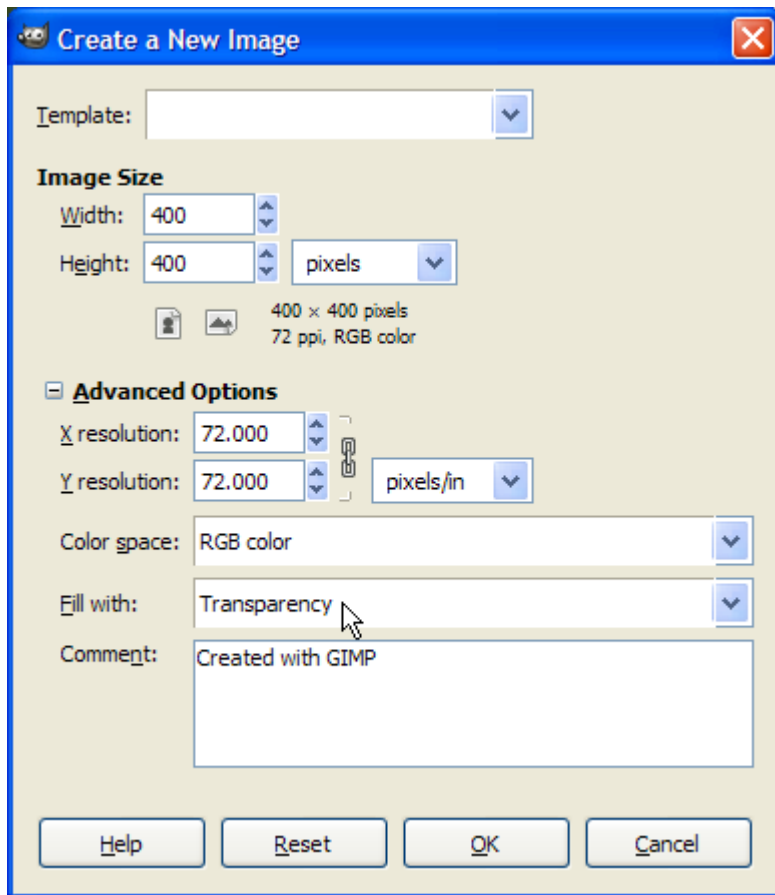 Create a New Image
Template:
Image Size
Width: 400
Height: 400 pixels
400 × 400 pixels
72 ppi, RGB color
Advanced Options
X resolution: 72.000
Y resolution: 72.000 pixels/in
Color space: RGB color
Fill with: Transparency
Comment: Created with GIMP
Help Reset OK Cancel